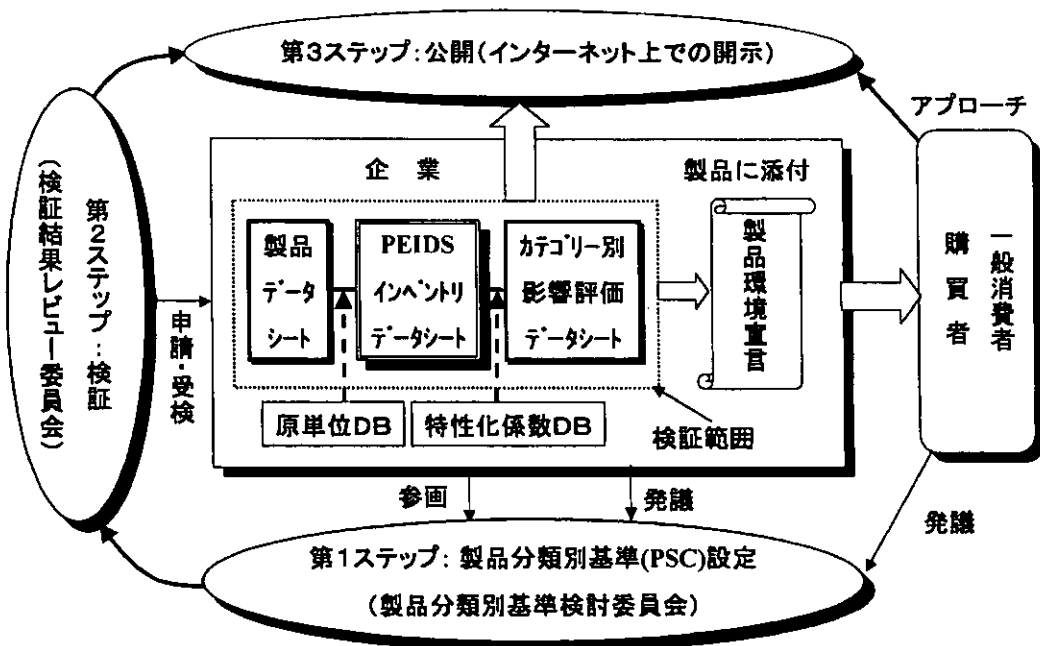 第3ステップ:公開(インターネット上での開示)
アプローチ
企 業
製品に添付
製品
データ
シート
PEIDS
インベントリ
データシート
カテゴリー別
影響評価
データシート
製品環境宣言
一般消費者
購買者
第2ステップ:検証
(検証結果レビュー委員会)
申請・受検
原単位DB
特性化係数DB
検証範囲
参画
発議
発議
第1ステップ: 製品分類別基準(PSC)設定
(製品分類別基準検討委員会)